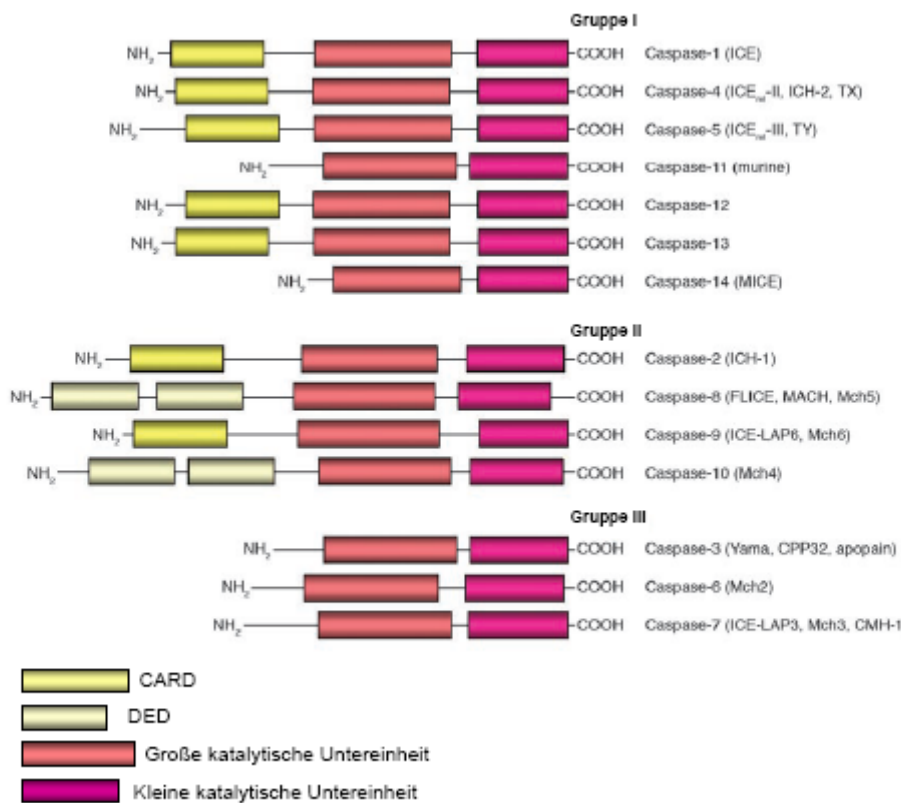 Gruppe I
NH2 COOH Caspase-1 (ICE)
NH2 COOH Caspase-4 (ICErel-II, ICH-2, TX)
NH2 COOH Caspase-5 (ICErel-III, TY)
NH2 COOH Caspase-11 (murine)
NH2 COOH Caspase-12
NH2 COOH Caspase-13
NH2 COOH Caspase-14 (MICE)
Gruppe II
NH2 COOH Caspase-2 (ICH-1)
NH2 COOH Caspase-8 (FLICE, MACH, Mch5)
NH2 COOH Caspase-9 (ICE-LAP6, Mch6)
NH2 COOH Caspase-10 (Mch4)
Gruppe III
NH2 COOH Caspase-3 (Yama, CPP32, apopain)
NH2 COOH Caspase-6 (Mch2)
NH2 COOH Caspase-7 (ICE-LAP3, Mch3, CMH-1
CARD
DED
Große katalytische Untereinheit
Kleine katalytische Untereinheit